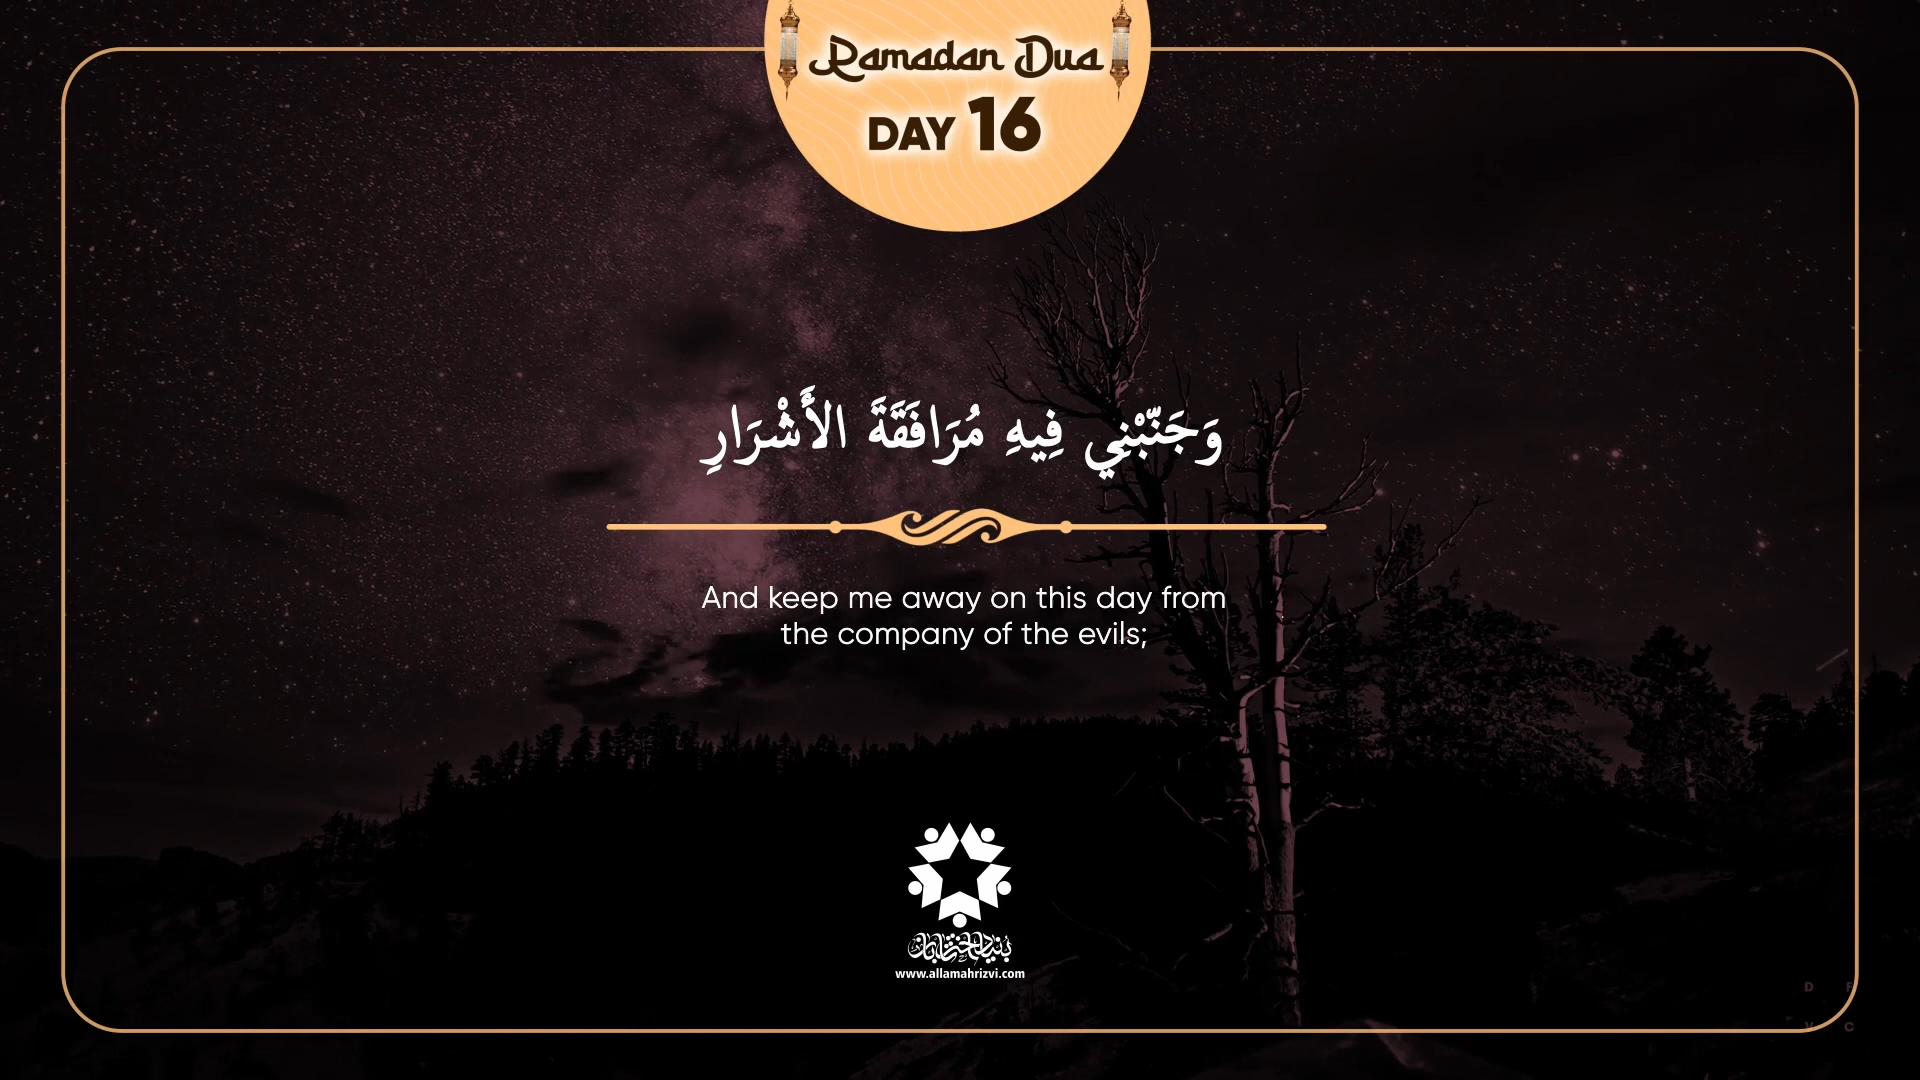 Ramadan Dua
DAY 16
وَجَنِّبْنِي فِيهِ مُرَافَقَةَ الأَشْرَارِ
And keep me away on this day from
the company of the evils;
www.allamahrizvi.com